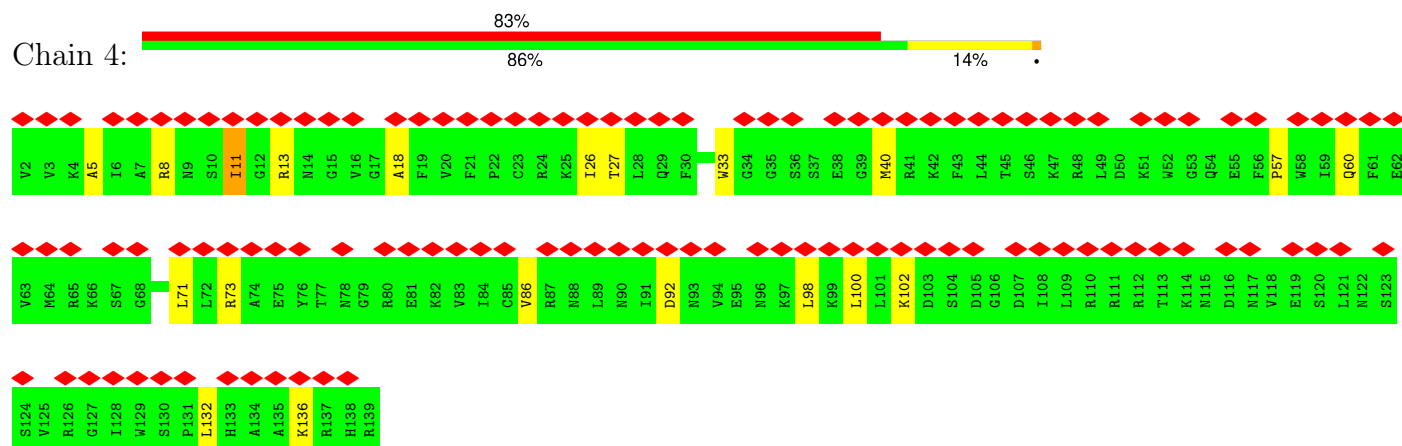 83%
Chain 4:
86% 14% •
V2 V3 K4 A5 I6 A7 R8 N9 S10 I11 G12 R13 N14 G15 V16 G17 A18 F19 V20 F21 P22 C23 R24 K25 I26 T27 L28 Q29 F30 W33 G34 G35 S36 S37 E38 G39 M40 R41 K42 F43 L44 T45 S46 K47 R48 L49 D50 K51 W52 G53 Q54 E55 F56 P57 W58 I59 Q60 F61 E62
V63 M64 R65 K66 S67 G68 L71 L72 R73 A74 E75 Y76 T77 N78 G79 R80 E81 K82 V83 I84 C85 V86 R87 N88 L89 N90 I91 D92 N93 V94 E95 N96 K97 L98 K99 L100 L101 K102 D103 S104 D105 G106 D107 I108 L109 R110 R111 R112 T113 K114 N115 D116 N117 V118 E119 S120 L121 N122 S123
S124 V125 R126 G127 I128 W129 S130 P131 L132 H133 A134 A135 K136 R137 H138 R139